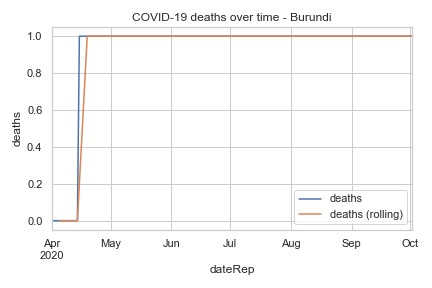 COVID-19 deaths over time - Burundi
deaths
1.0
0.8
0.6
0.4
0.2
0.0
deaths
deaths (rolling)
Apr May Jun Jul Aug Sep Oct
2020
dateRep